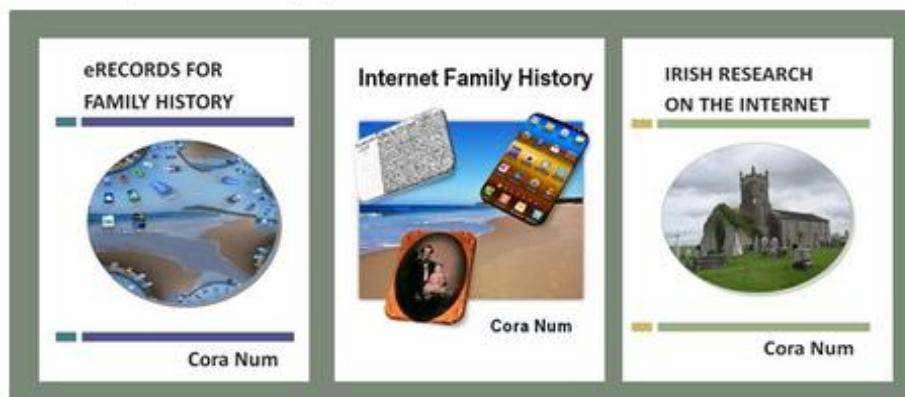 eRECORDS FOR
FAMILY HISTORY
Cora Num
Internet Family History
Cora Num
IRISH RESEARCH
ON THE INTERNET
Cora Num